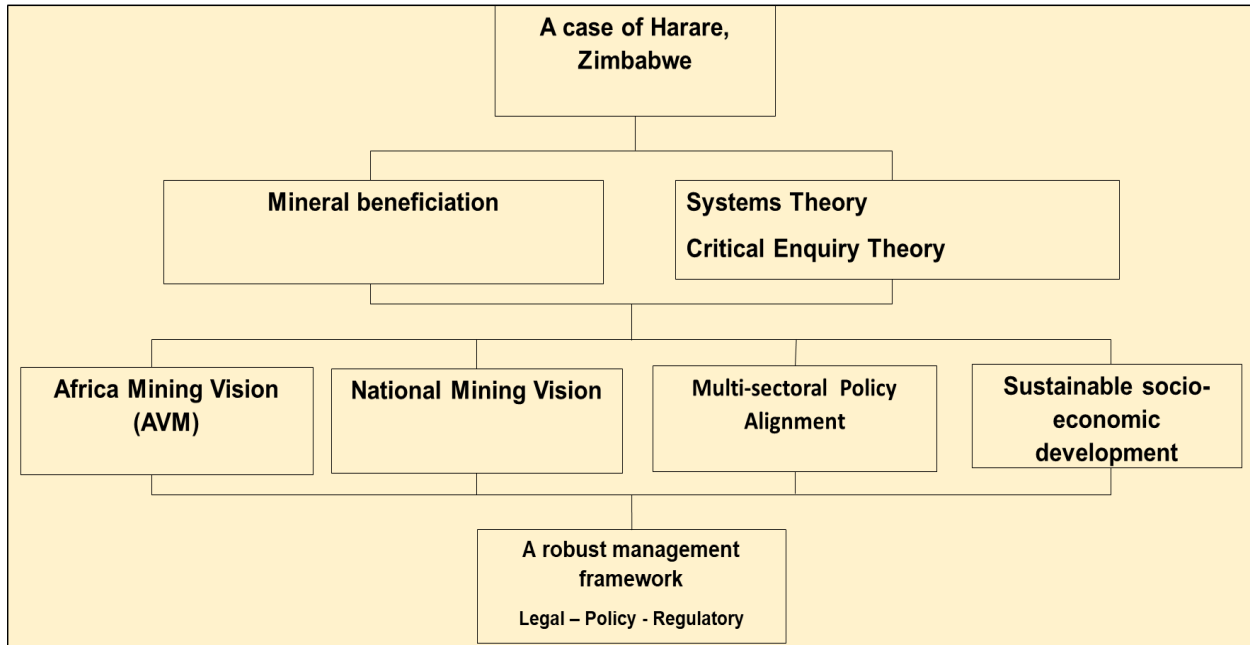 A case of Harare,
Zimbabwe
Mineral beneficiation
Systems Theory
Critical Enquiry Theory
Africa Mining Vision
(AVM)
National Mining Vision
Multi-sectoral Policy
Alignment
Sustainable socio-
economic
development
A robust management
framework
Legal – Policy - Regulatory